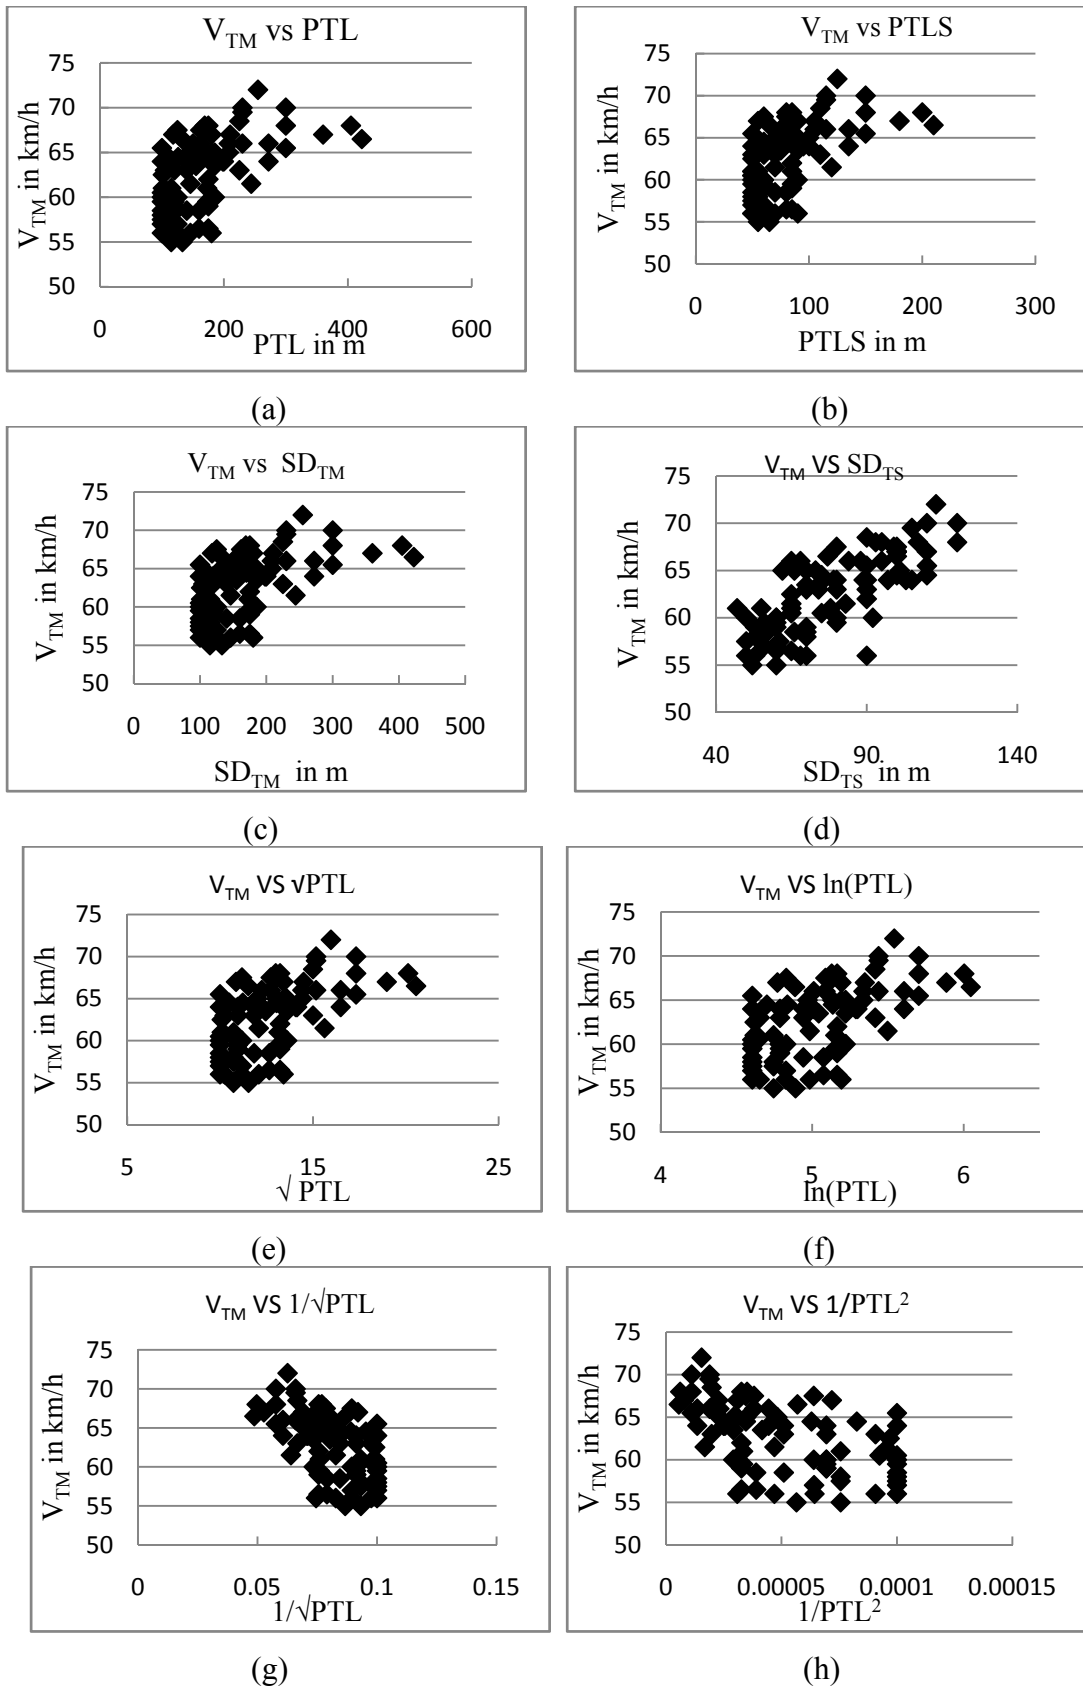 V_TM vs PTL
75
70
65
60
55
50
V_TM in km/h
0 200 400 600
PTL in m
(a)
V_TM vs PTLS
75
70
65
60
55
50
V_TM in km/h
0 100 200 300
PTLS in m
(b)
V_TM vs SD_TM
75
70
65
60
55
50
V_TM in km/h
0 100 200 300 400 500
SD_TM in m
(c)
V_TM VS SD_TS
75
70
65
60
55
50
V_TM in km/h
40 90 140
SD_TS in m
(d)
V_TM VS √PTL
75
70
65
60
55
50
V_TM in km/h
5 15 25
√ PTL
(e)
V_TM VS ln(PTL)
75
70
65
60
55
50
V_TM in km/h
4 5 6
ln(PTL)
(f)
V_TM VS 1/√PTL
75
70
65
60
55
50
V_TM in km/h
0 0.05 0.1 0.15
1/√PTL
(g)
V_TM VS 1/PTL²
75
70
65
60
55
50
V_TM in km/h
0 0.00005 0.0001 0.00015
1/PTL²
(h)